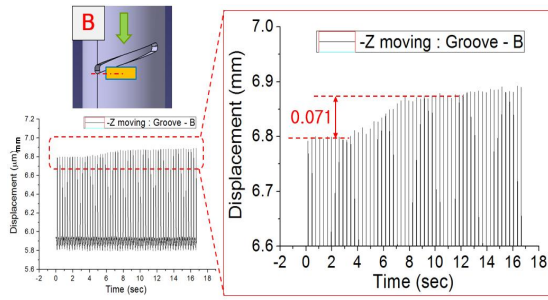 B
-Z moving : Groove - B
7.2
7.0
6.8
6.6
6.4
6.2
6.0
5.8
5.6
Displacement (μm)
mm
-2 0 2 4 6 8 10 12 14 16 18
Time (sec)
-Z moving : Groove - B
7.0
6.9
6.8
6.7
6.6
0.071
Displacement (mm)
-2 0 2 4 6 8 10 12 14 16 18
Time (sec)